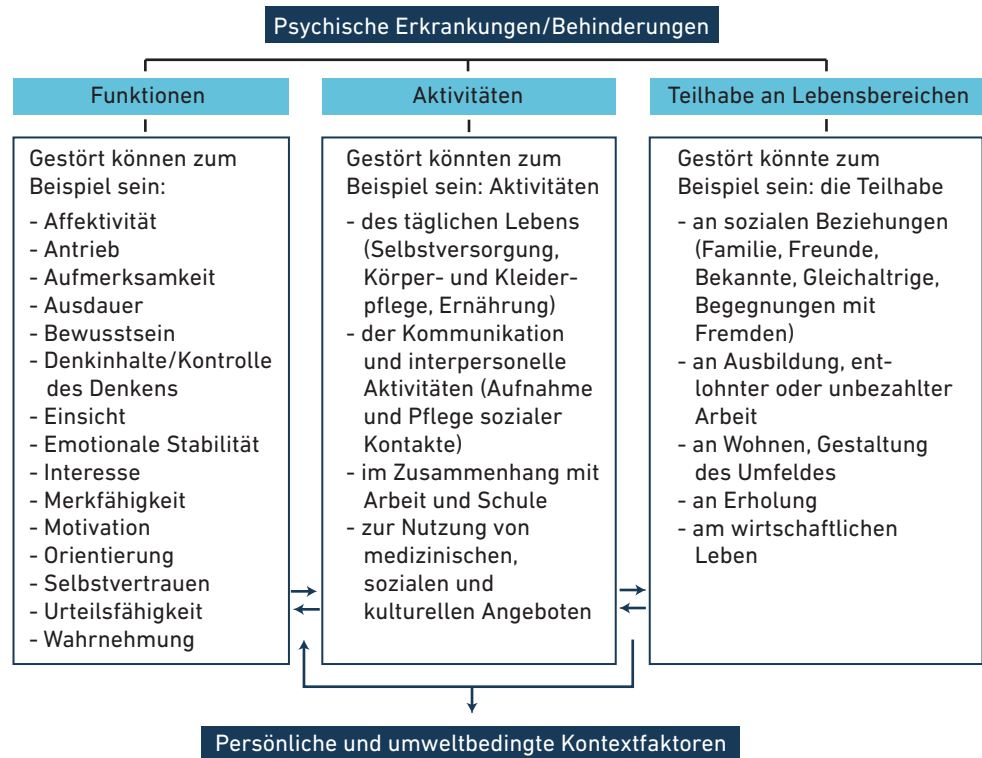 Psychische Erkrankungen/Behinderungen
Funktionen
Gestört können zum
Beispiel sein:
- Affektivität
- Antrieb
- Aufmerksamkeit
- Ausdauer
- Bewusstsein
- Denkinhalte/Kontrolle
des Denkens
- Einsicht
- Emotionale Stabilität
- Interesse
- Merkfähigkeit
- Motivation
- Orientierung
- Selbstvertrauen
- Urteilsfähigkeit
- Wahrnehmung
Aktivitäten
Gestört könnten zum
Beispiel sein: Aktivitäten
- des täglichen Lebens
(Selbstversorgung,
Körper- und Kleider-
pflege, Ernährung)
- der Kommunikation
und interpersonelle
Aktivitäten (Aufnahme
und Pflege sozialer
Kontakte)
- im Zusammenhang mit
Arbeit und Schule
- zur Nutzung von
medizinischen,
sozialen und
kulturellen Angeboten
Teilhabe an Lebensbereichen
Gestört könnte zum
Beispiel sein: die Teilhabe
- an sozialen Beziehungen
(Familie, Freunde,
Bekannte, Gleichaltrige,
Begegnungen mit
Fremden)
- an Ausbildung, ent-
lohnter oder unbezahlter
Arbeit
- an Wohnen, Gestaltung
des Umfeldes
- an Erholung
- am wirtschaftlichen
Leben
Persönliche und umweltbedingte Kontextfaktoren